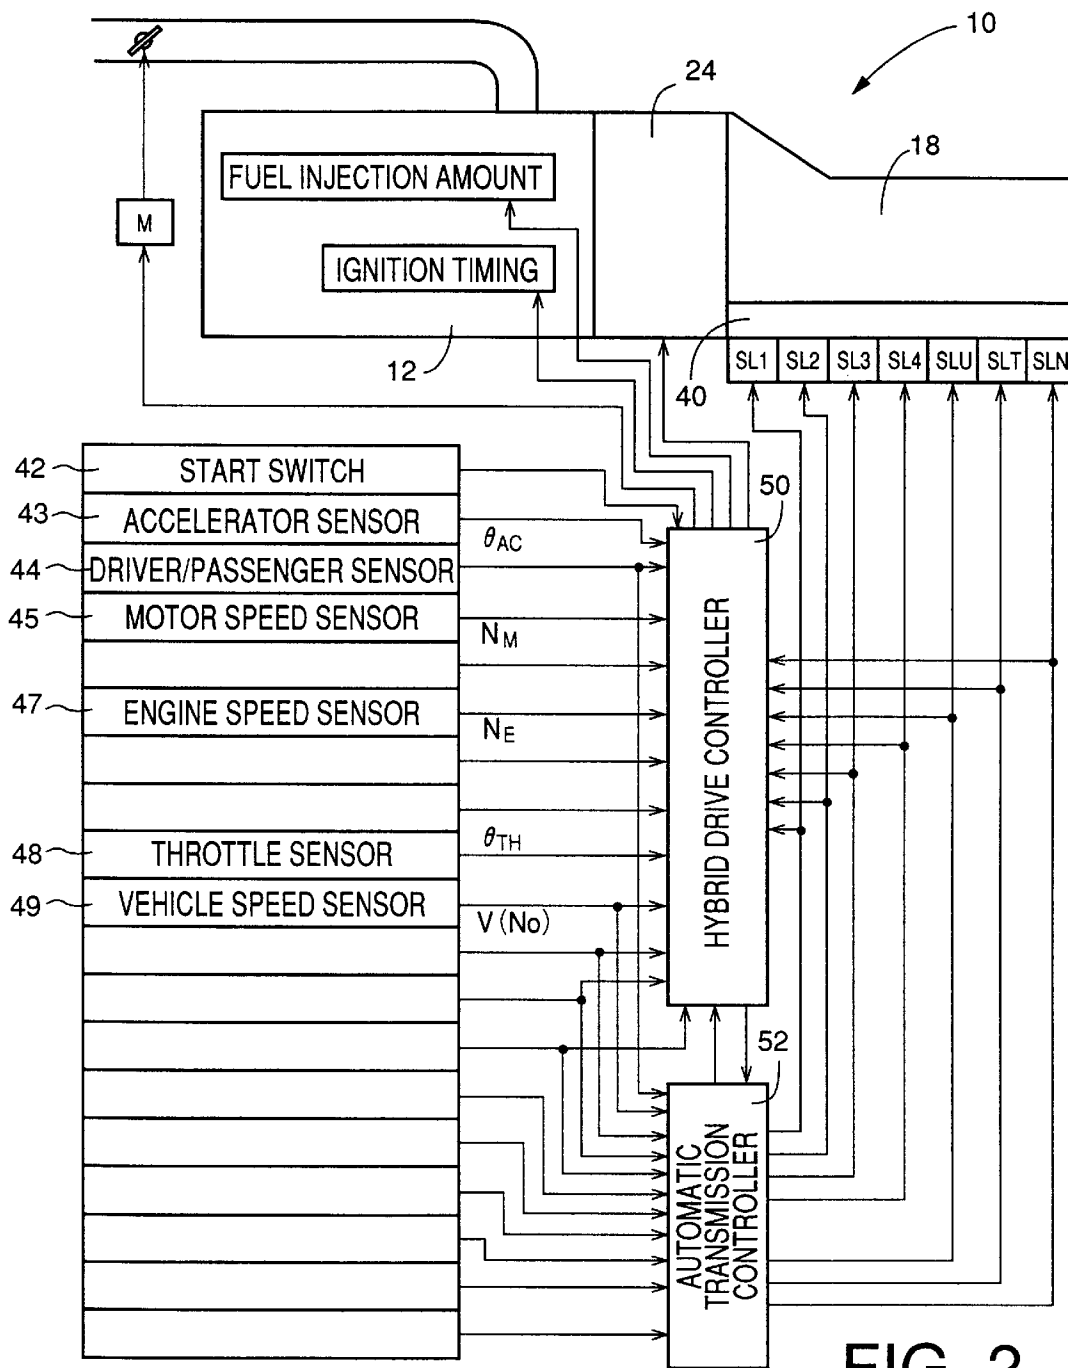 10
24
18
FUEL INJECTION AMOUNT
M
IGNITION TIMING
12
40
SL1 SL2 SL3 SL4 SLU SLT SLN
42 START SWITCH
50
43 ACCELERATOR SENSOR
θAC
44 DRIVER/PASSENGER SENSOR
45 MOTOR SPEED SENSOR
NM
47 ENGINE SPEED SENSOR
NE
HYBRID DRIVE CONTROLLER
48 THROTTLE SENSOR
θTH
49 VEHICLE SPEED SENSOR
V (No)
52
AUTOMATIC
TRANSMISSION
CONTROLLER
FIG. 2